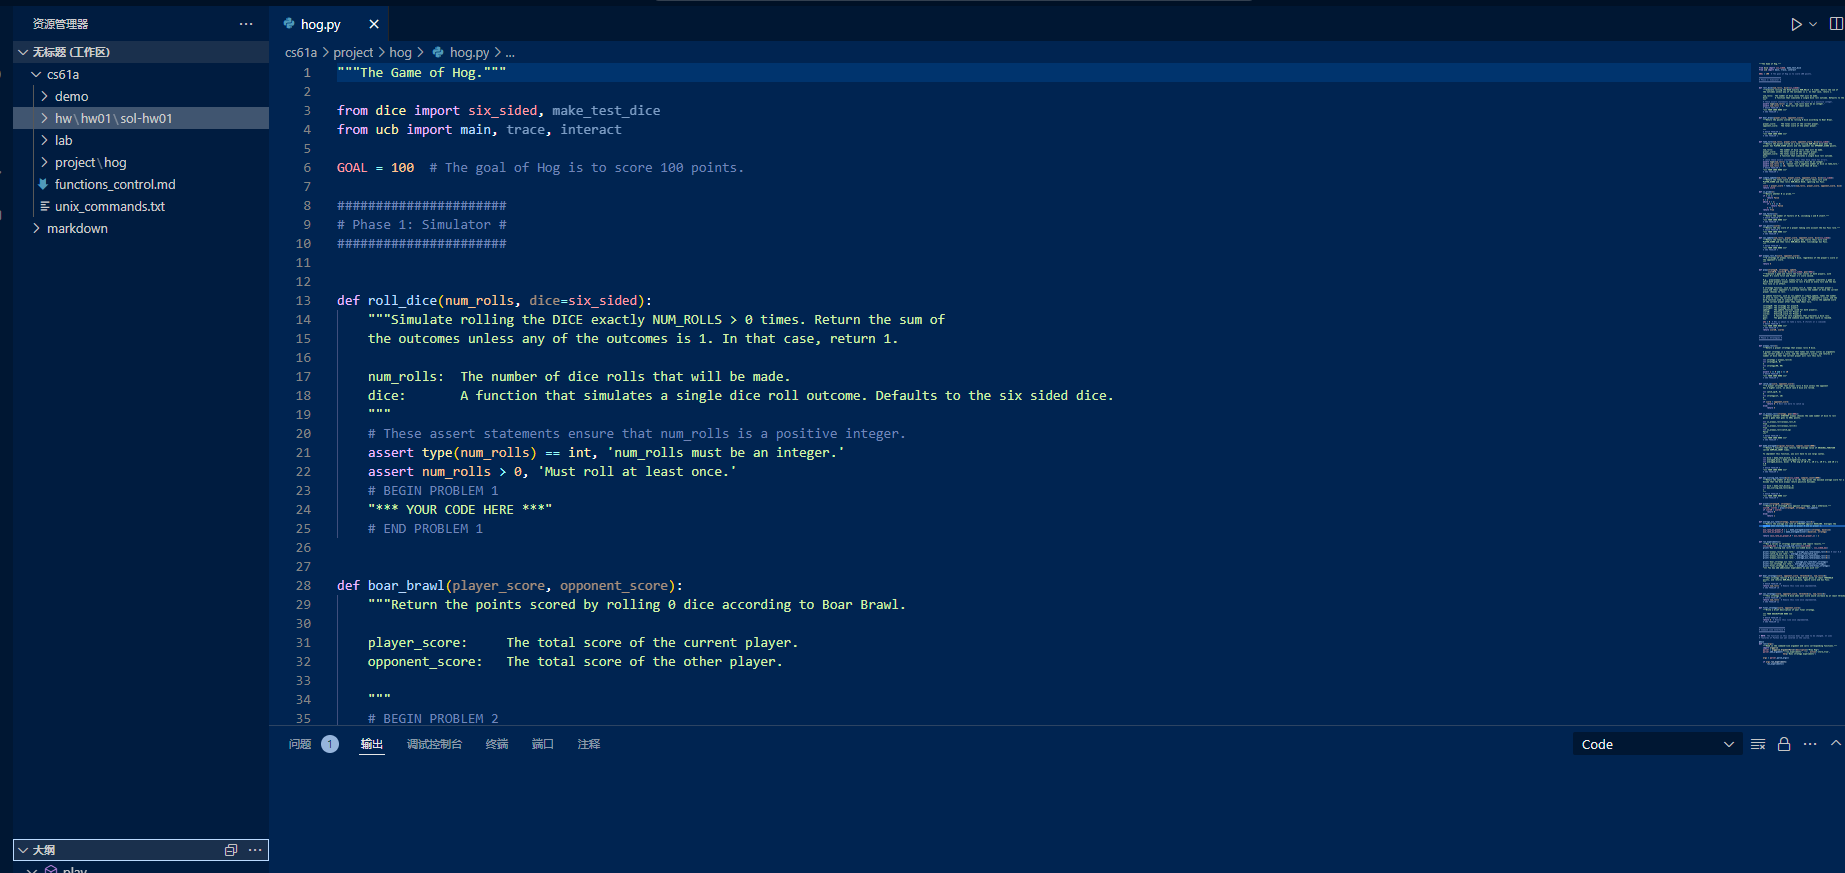 资源管理器
无标题 (工作区)
cs61a
demo
hw\hw01\sol-hw01
lab
project\hog
functions_control.md
unix_commands.txt
markdown
大纲
play
hog.py
cs61a > project > hog > hog.py > ...
1 """The Game of Hog."""
2
3 from dice import six_sided, make_test_dice
4 from ucb import main, trace, interact
5
6 GOAL = 100  # The goal of Hog is to score 100 points.
7
8 ######################
9 # Phase 1: Simulator #
10 ######################
11
12
13 def roll_dice(num_rolls, dice=six_sided):
14     """Simulate rolling the DICE exactly NUM_ROLLS > 0 times. Return the sum of
15     the outcomes unless any of the outcomes is 1. In that case, return 1.
16
17     num_rolls:  The number of dice rolls that will be made.
18     dice:       A function that simulates a single dice roll outcome. Defaults to the six sided dice.
19     """
20     # These assert statements ensure that num_rolls is a positive integer.
21     assert type(num_rolls) == int, 'num_rolls must be an integer.'
22     assert num_rolls > 0, 'Must roll at least once.'
23     # BEGIN PROBLEM 1
24     "*** YOUR CODE HERE ***"
25     # END PROBLEM 1
26
27
28 def boar_brawl(player_score, opponent_score):
29     """Return the points scored by rolling 0 dice according to Boar Brawl.
30
31     player_score:     The total score of the current player.
32     opponent_score:   The total score of the other player.
33
34     """
35     # BEGIN PROBLEM 2
问题 1 输出 调试控制台 终端 端口 注释
Code